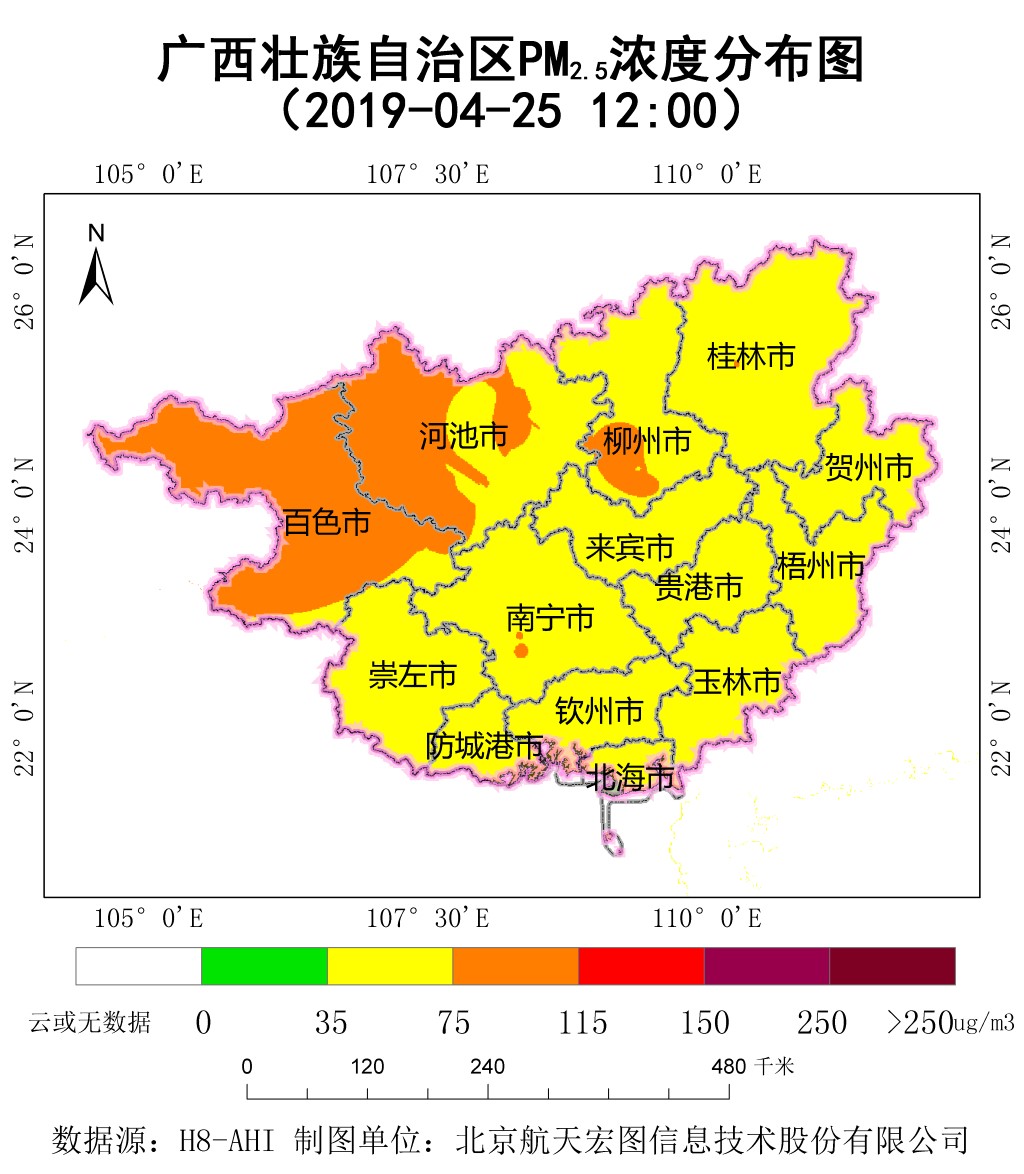 广西壮族自治区PM2.5浓度分布图
（2019-04-25 12:00）
105° 0'E 107° 30'E 110° 0'E
N
26° 0'N 26° 0'N
桂林市
河池市 柳州市
贺州市
24° 0'N 24° 0'N
百色市
来宾市
梧州市
贵港市
南宁市
崇左市 玉林市
22° 0'N 22° 0'N
钦州市
防城港市
北海市
105° 0'E 107° 30'E 110° 0'E
云或无数据 0 35 75 115 150 250 >250ug/m3
0 120 240 480 千米
数据源：H8-AHI 制图单位：北京航天宏图信息技术股份有限公司